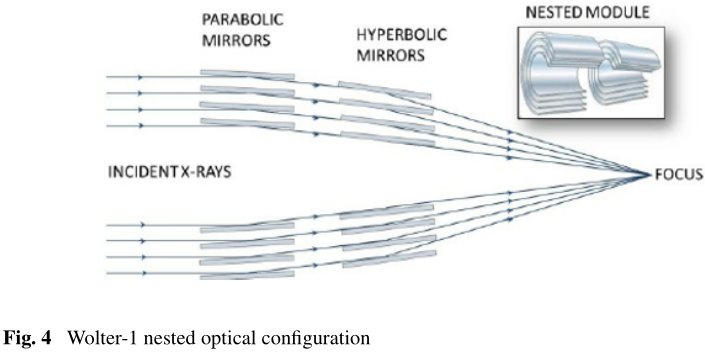 PARABOLIC
MIRRORS
HYPERBOLIC
MIRRORS
NESTED MODULE
INCIDENT X-RAYS
FOCUS
Fig. 4 Wolter-1 nested optical configuration